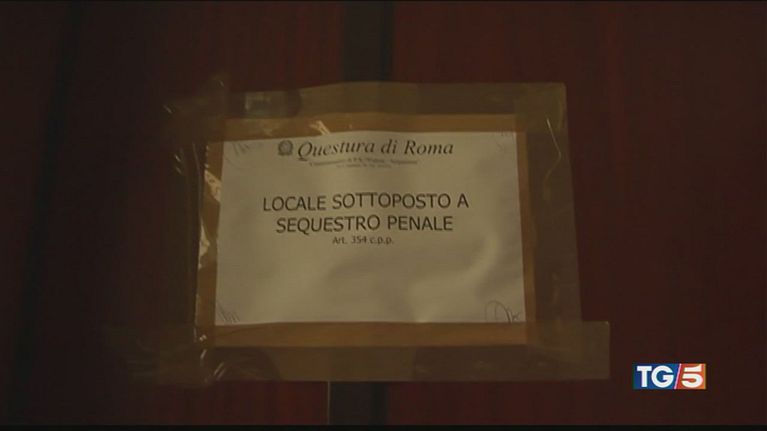 Questura di Roma
LOCALE SOTTOPOSTO A
SEQUESTRO PENALE
Art. 354 c.p.p.
TG5